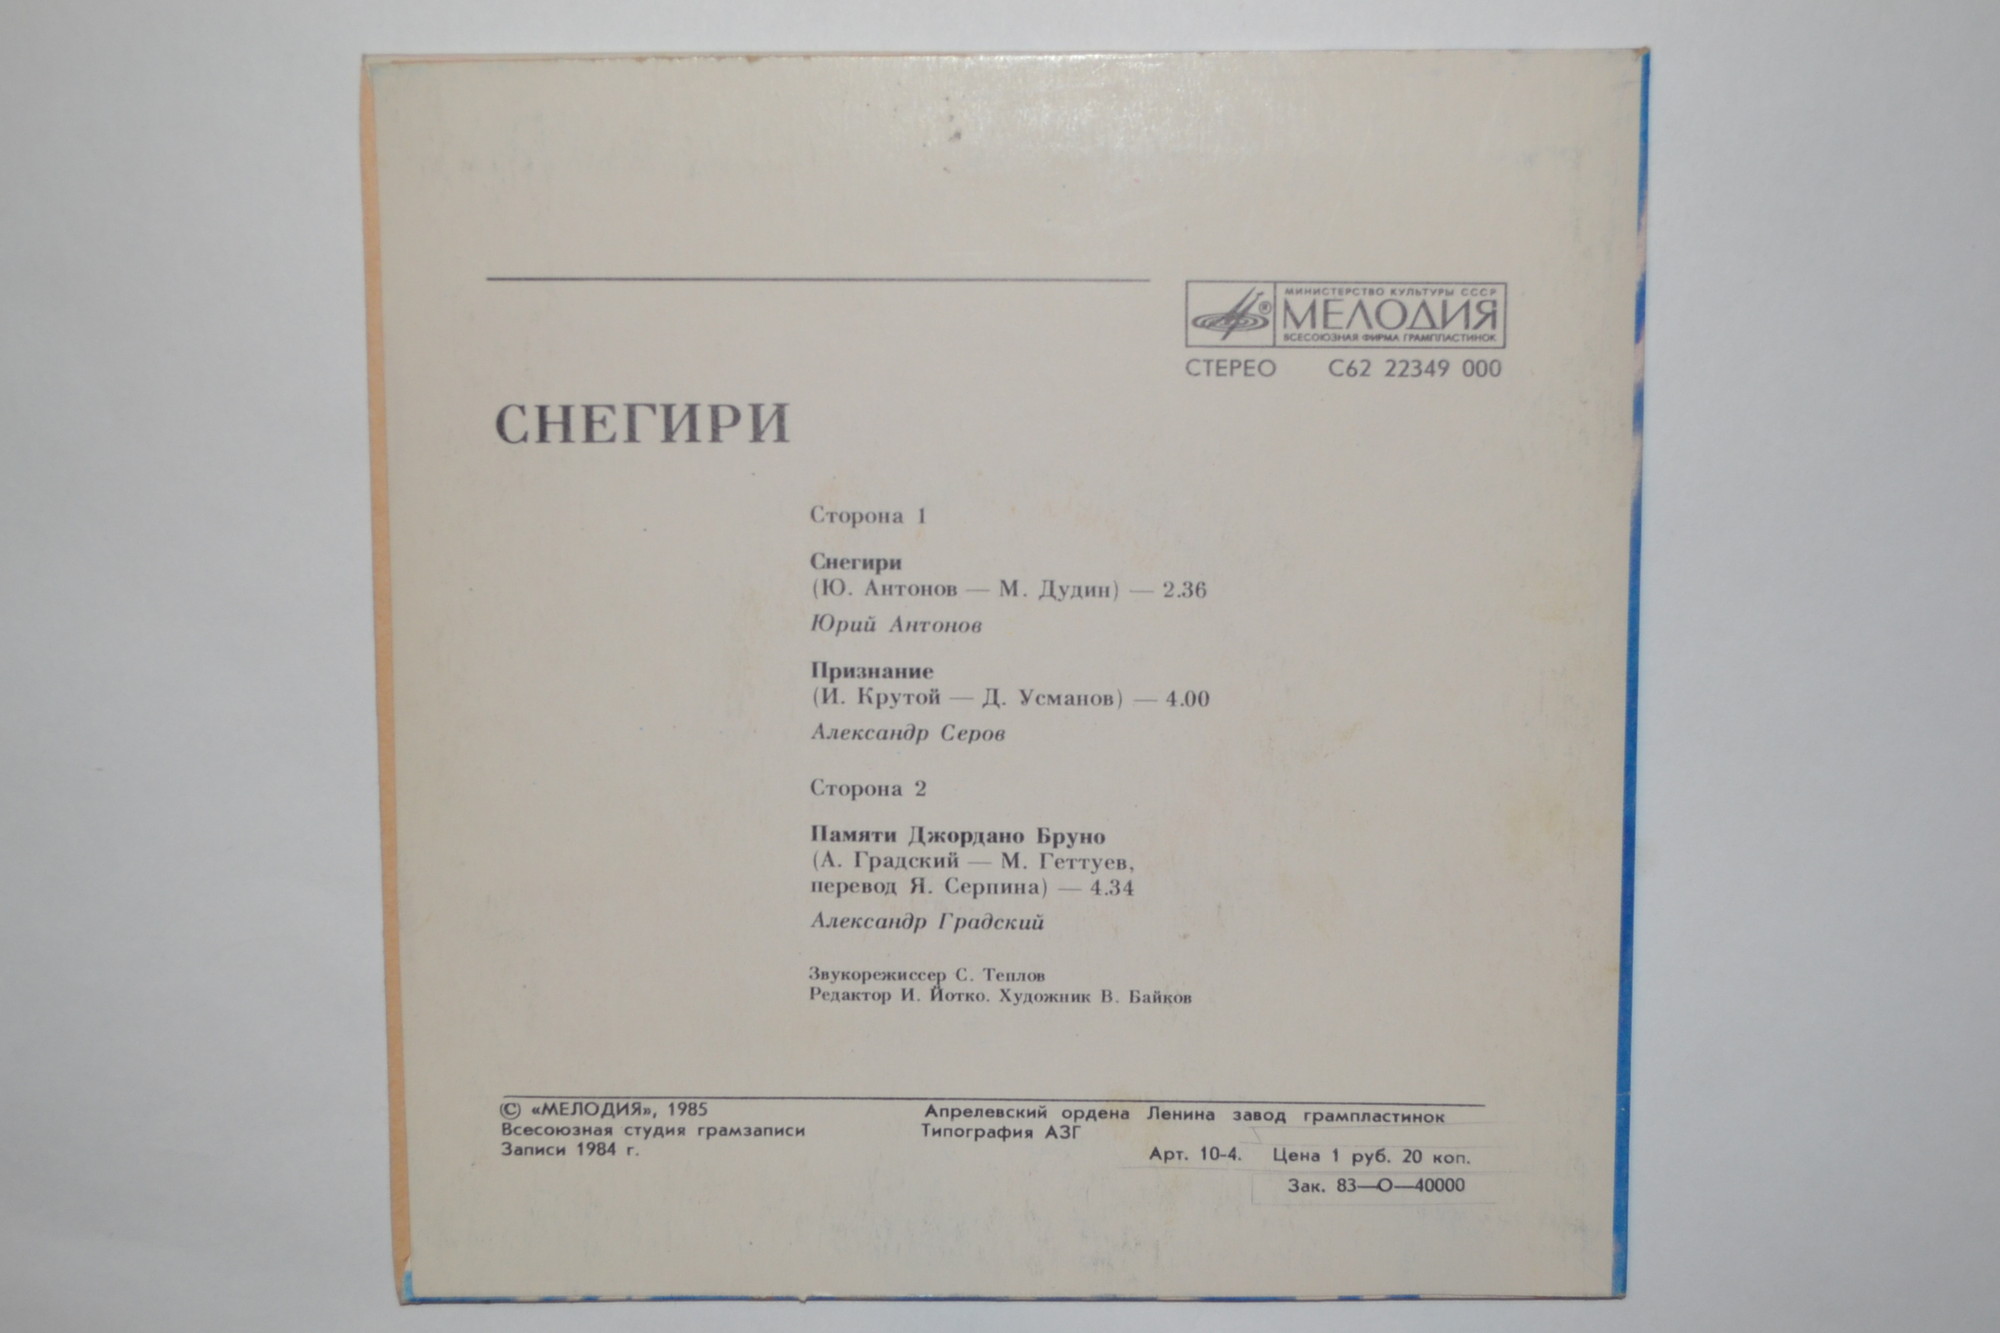 МИНИСТЕРСТВО КУЛЬТУРЫ СССР
® МЕЛОДИЯ
ВСЕСОЮЗНАЯ ФИРМА ГРАМПЛАСТИНОК
СТЕРЕО С62 22349 000
СНЕГИРИ
Сторона 1
Снегири
(Ю. Антонов — М. Дудин) — 2.36
Юрий Антонов
Признание
(И. Крутой — Д. Усманов) — 4.00
Александр Серов
Сторона 2
Памяти Джордано Бруно
(А. Градский — М. Геттуев,
перевод Я. Серпина) — 4.34
Александр Градский
Звукорежиссер С. Теплов
Редактор И. Йотко. Художник В. Байков
© «МЕЛОДИЯ», 1985
Всесоюзная студия грамзаписи
Записи 1984 г.
Апрелевский ордена Ленина завод грампластинок
Типография АЗГ
Арт. 10-4. Цена 1 руб. 20 коп.
Зак. 83—О—40000